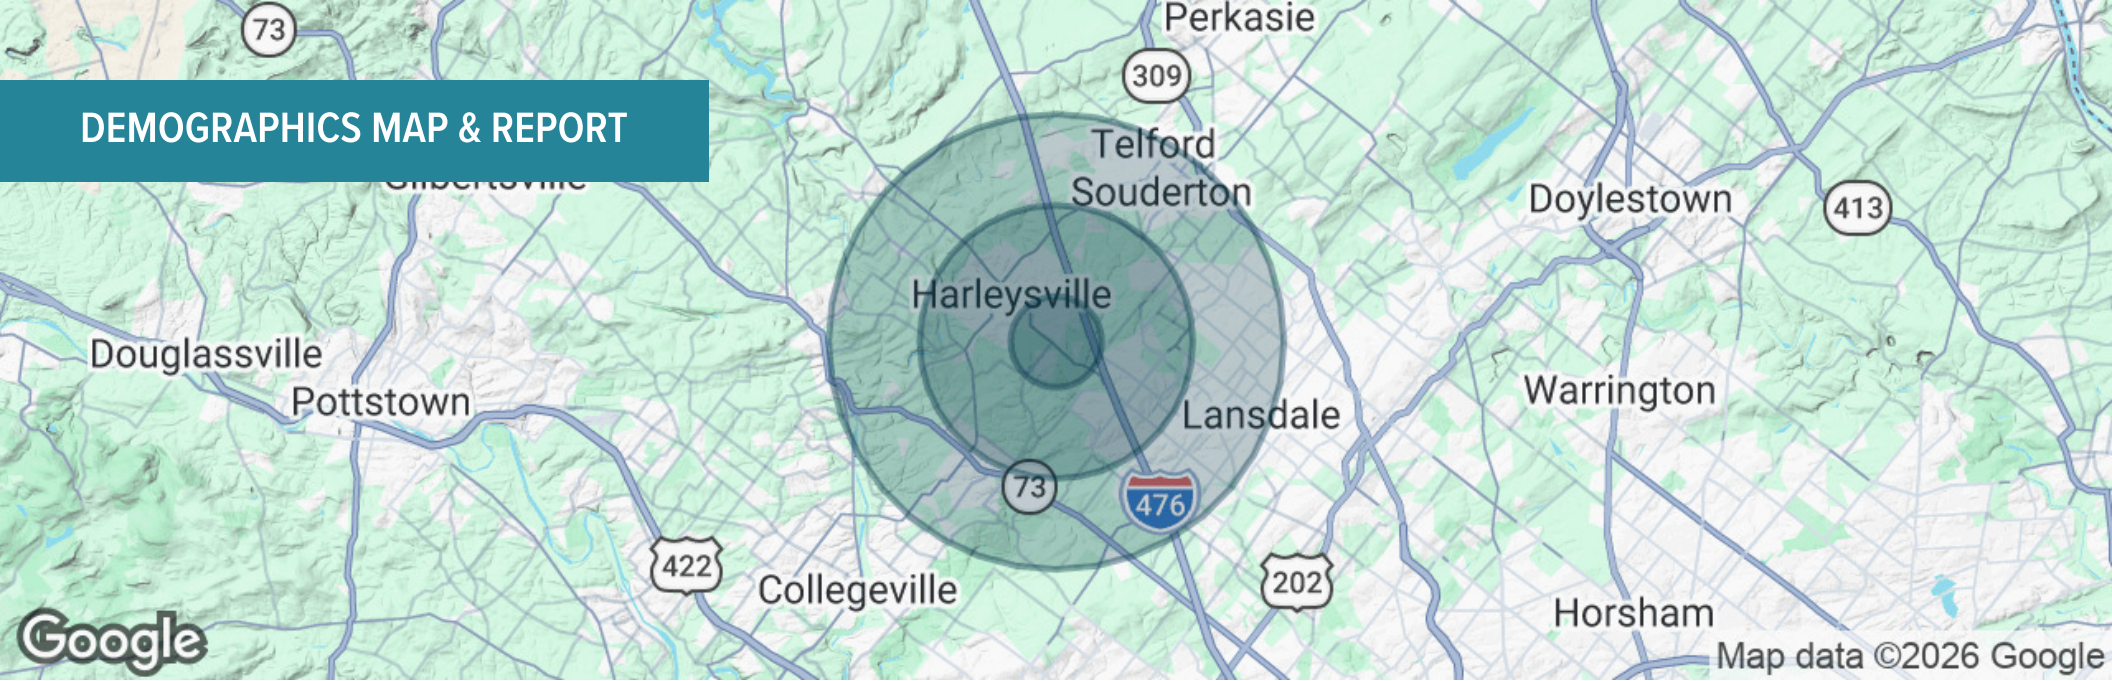 73
Perkasie
309
DEMOGRAPHICS MAP & REPORT
Telford
Souderton
Gilbertsville
Doylestown
413
Harleysville
Douglassville
Pottstown
Warrington
Lansdale
73
476
422
202
Collegeville
Horsham
Google
Map data ©2026 Google